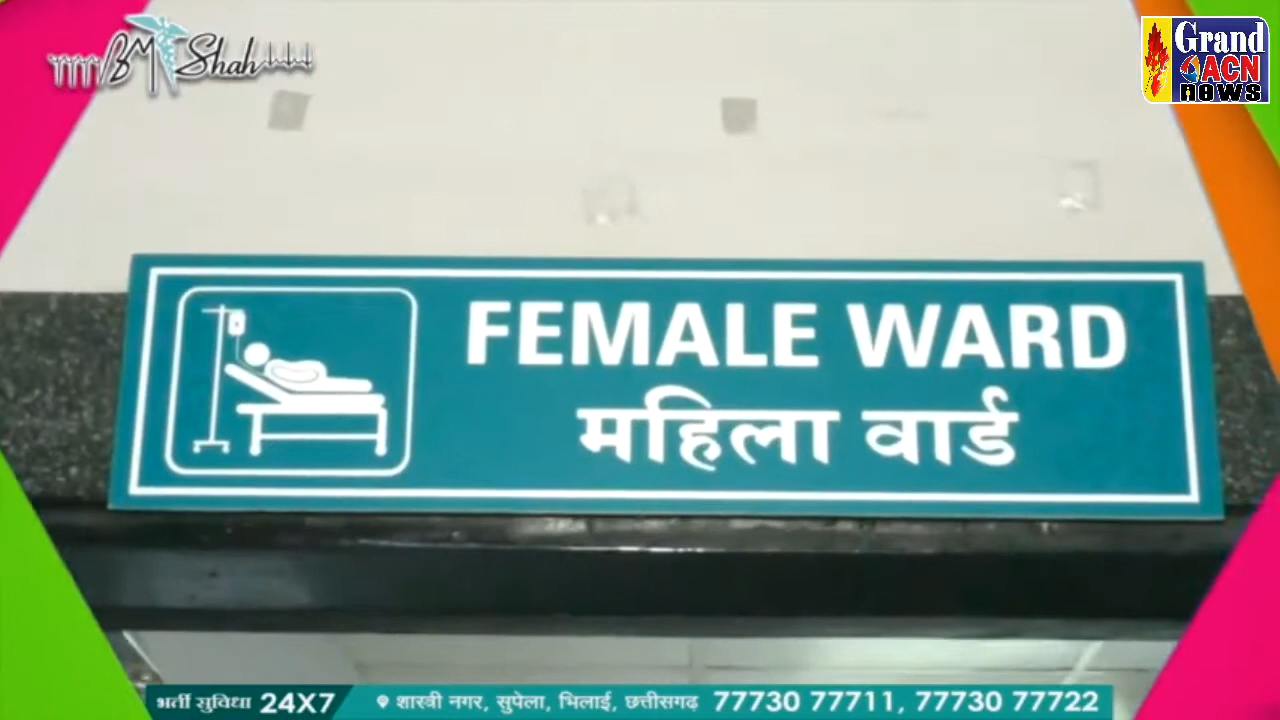 BM Shah
Grand
ACN
news
FEMALE WARD
महिला वार्ड
भर्ती सुविधा 24X7 शास्त्री नगर, सुपेला, भिलाई, छत्तीसगढ़ 77730 77711, 77730 77722